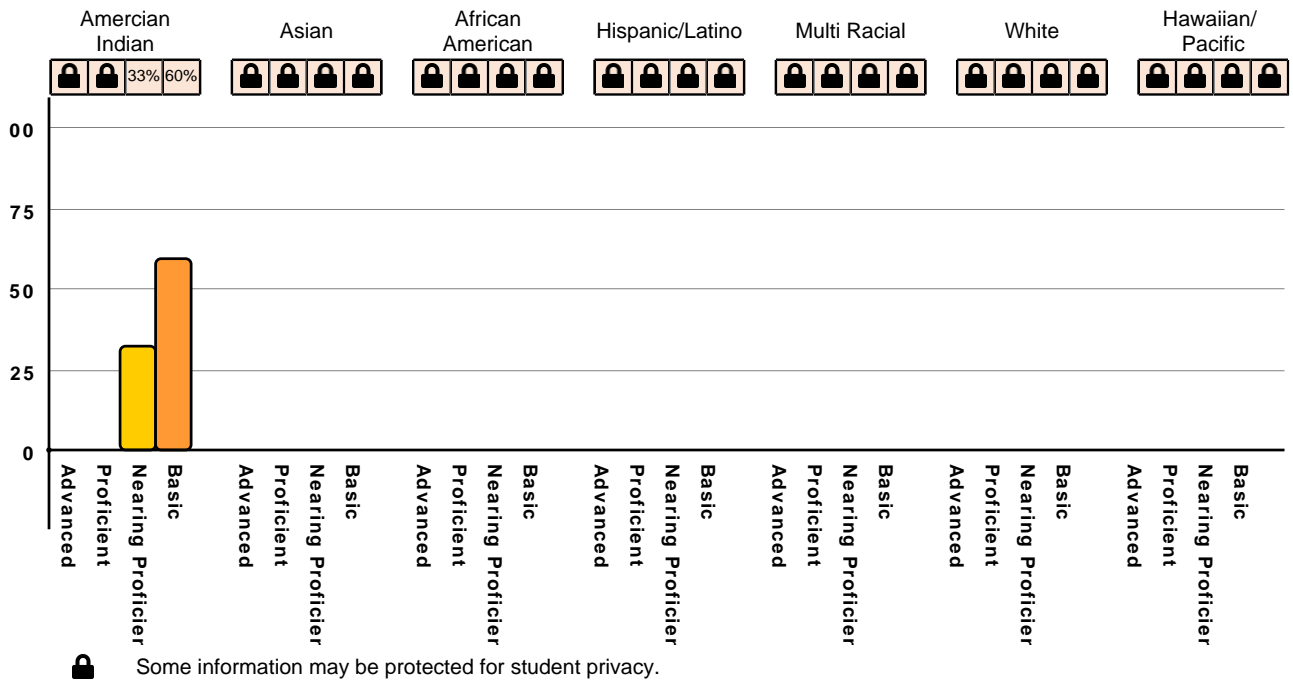 Amercian
Indian
Asian
African
American
Hispanic/Latino
Multi Racial
White
Hawaiian/
Pacific
33% 60%
00
75
50
25
0
Advanced
Proficient
Nearing Proficier
Basic
Advanced
Proficient
Nearing Proficier
Basic
Advanced
Proficient
Nearing Proficier
Basic
Advanced
Proficient
Nearing Proficier
Basic
Advanced
Proficient
Nearing Proficier
Basic
Advanced
Proficient
Nearing Proficier
Basic
Advanced
Proficient
Nearing Proficier
Basic
Some information may be protected for student privacy.